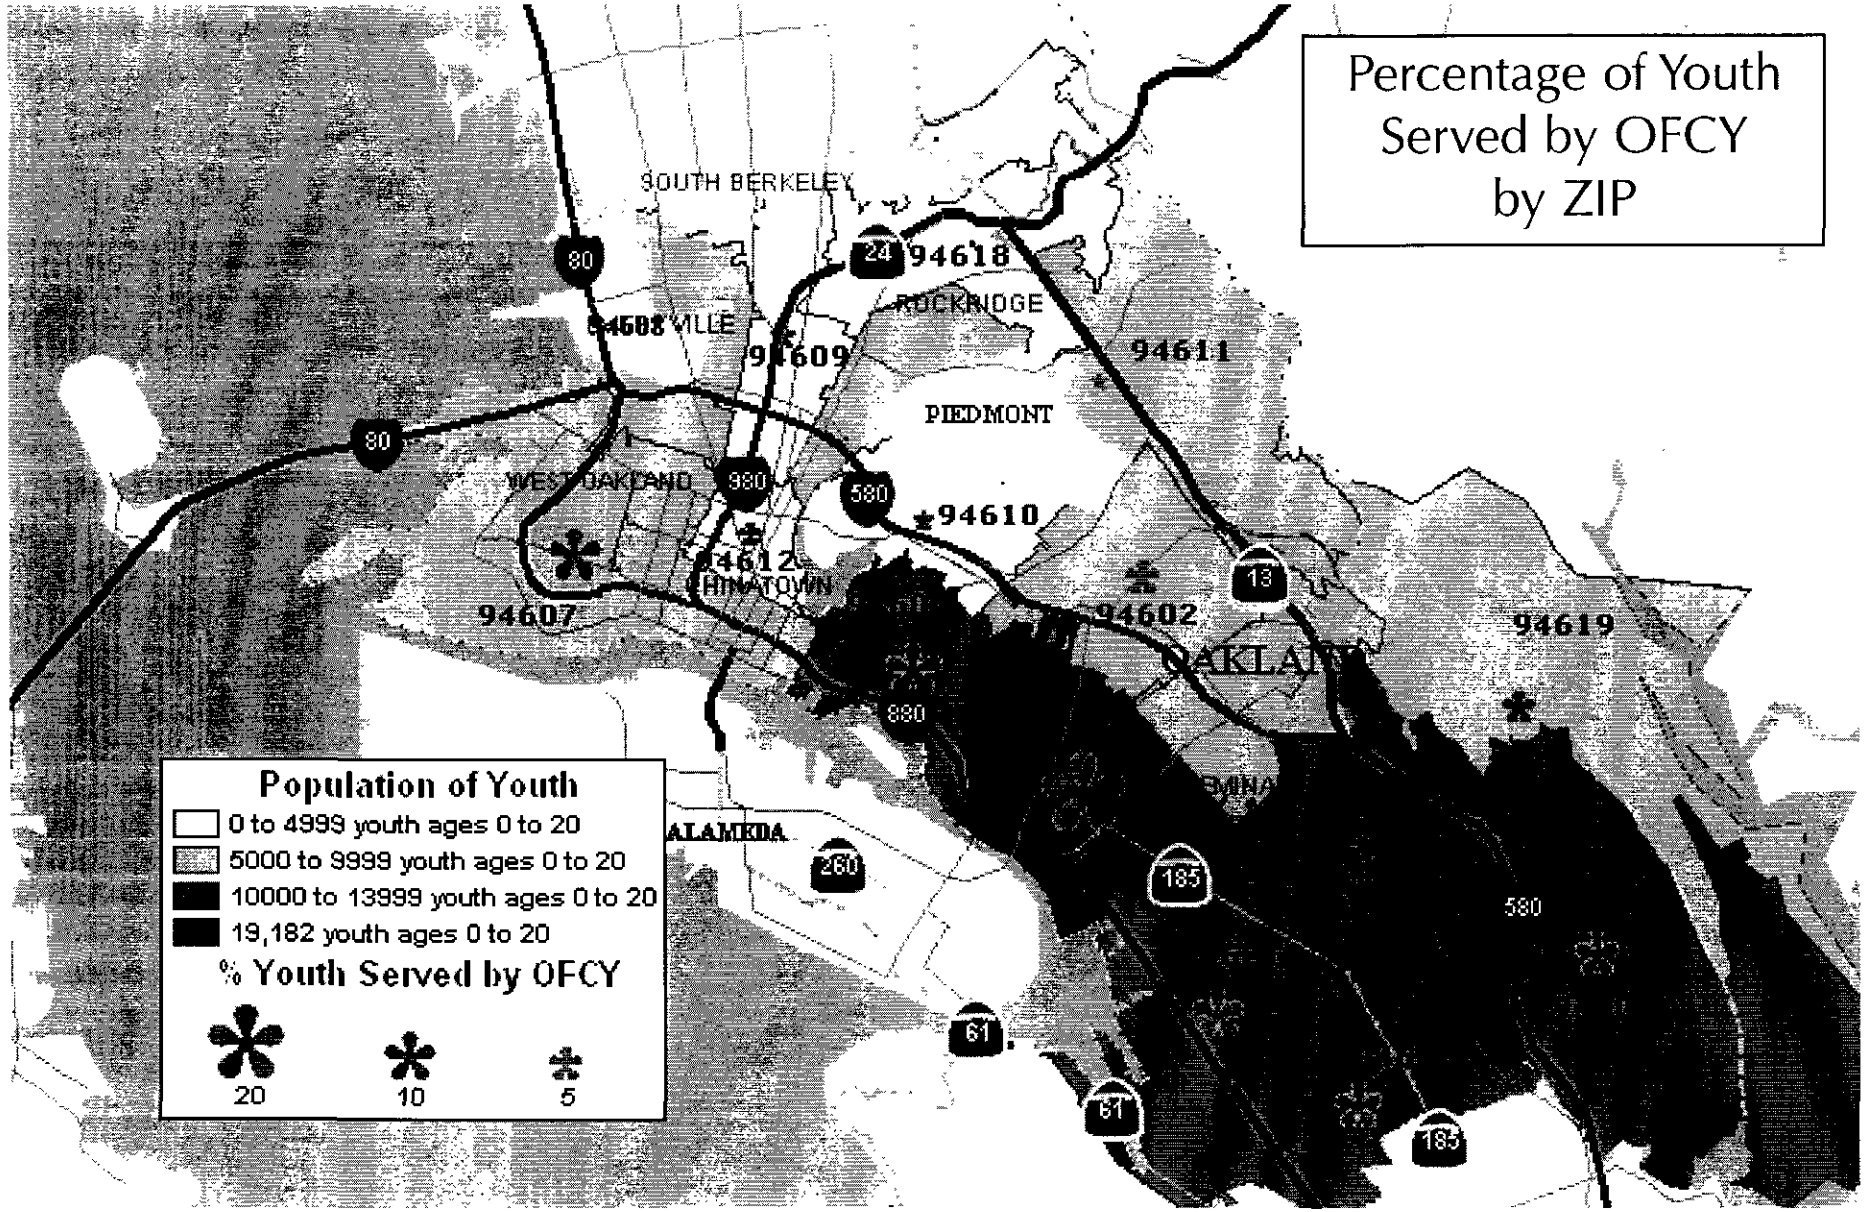 Percentage of Youth
Served by OFCY
by ZIP
SOUTH BERKELEY
80
24
94618
ROCKRIDGE
94609
94611
PIEDMONT
80
WEST OAKLAND
980
580
94610
94612
CHINATOWN
13
94607
94602
94619
OAKLAND
880
ALAMEDA
260
185
580
61
61
185
Population of Youth
0 to 4999 youth ages 0 to 20
5000 to 9999 youth ages 0 to 20
10000 to 13999 youth ages 0 to 20
19,182 youth ages 0 to 20
% Youth Served by OFCY
20
10
5